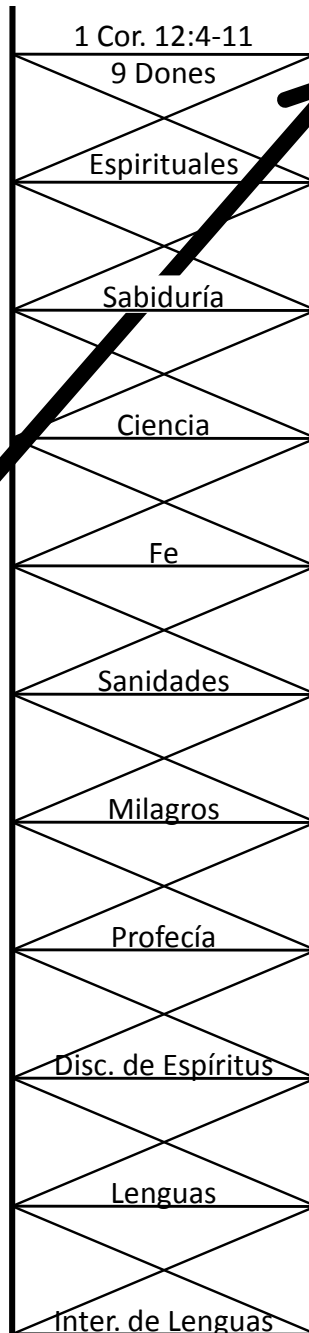 1 Cor. 12:4-11
9 Dones
Espirituales
Sabiduría
Ciencia
Fe
Sanidades
Milagros
Profecía
Disc. de Espíritus
Lenguas
Inter. de Lenguas